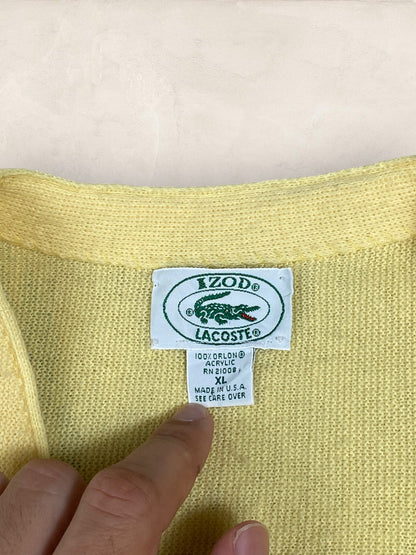 IZOD®
®
LACOSTE®
100% ORLON®
ACRYLIC
RN 21008
XL
MADE IN U.S.A.
SEE CARE OVER